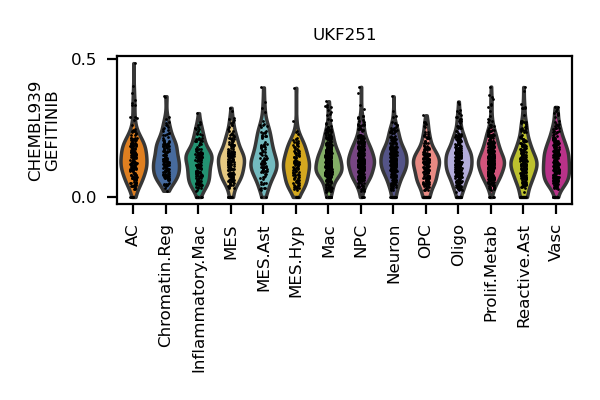 UKF251
CHEMBL939
GEFITINIB
0.5
0.0
AC
Chromatin.Reg
Inflammatory.Mac
MES
MES.Ast
MES.Hyp
Mac
NPC
Neuron
OPC
Oligo
Prolif.Metab
Reactive.Ast
Vasc